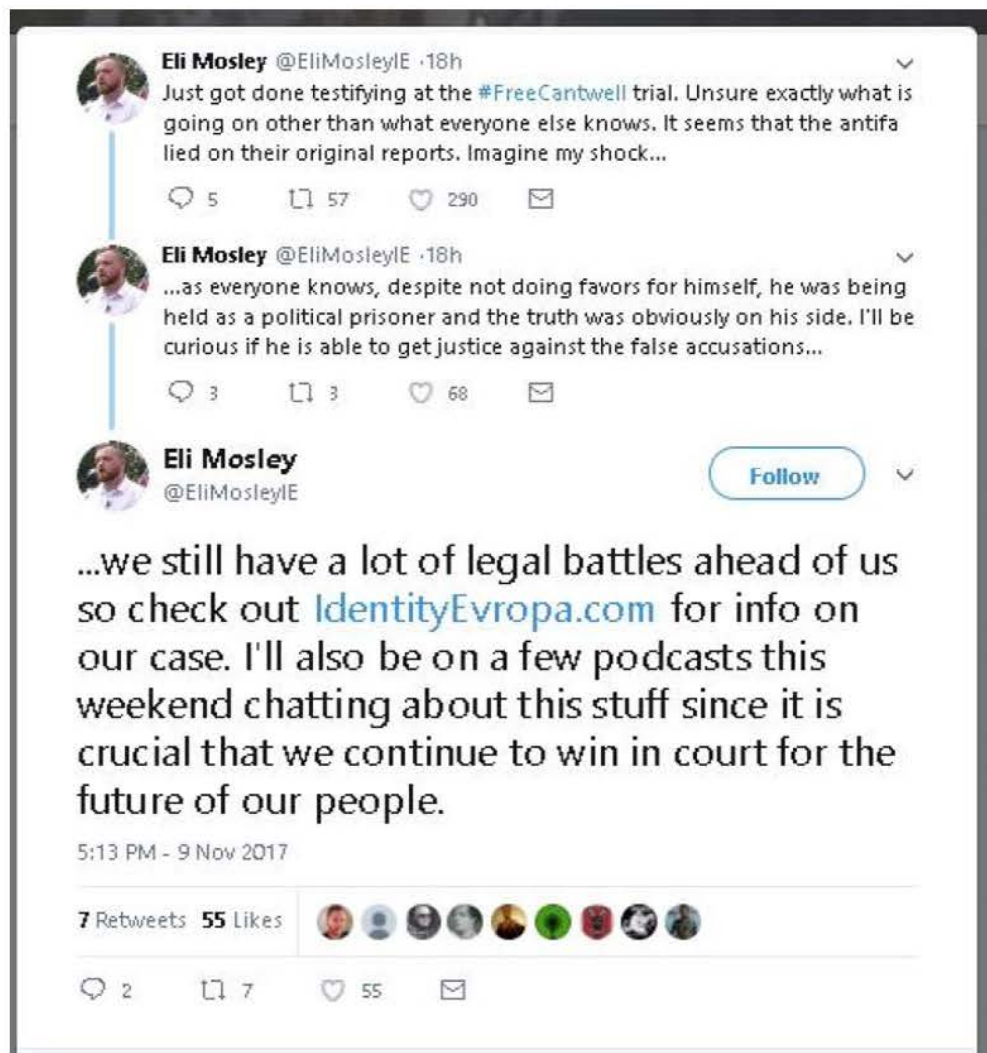 Eli Mosley @EliMosleyIE · 18h
Just got done testifying at the #FreeCantwell trial. Unsure exactly what is
going on other than what everyone else knows. It seems that the antifa
lied on their original reports. Imagine my shock...
5 57 290
Eli Mosley @EliMosleyIE · 18h
...as everyone knows, despite not doing favors for himself, he was being
held as a political prisoner and the truth was obviously on his side. I'll be
curious if he is able to get justice against the false accusations...
3 3 68
Eli Mosley
@EliMosleyIE
Follow
...we still have a lot of legal battles ahead of us
so check out IdentityEvropa.com for info on
our case. I'll also be on a few podcasts this
weekend chatting about this stuff since it is
crucial that we continue to win in court for the
future of our people.
5:13 PM - 9 Nov 2017
7 Retweets 55 Likes
2 7 55